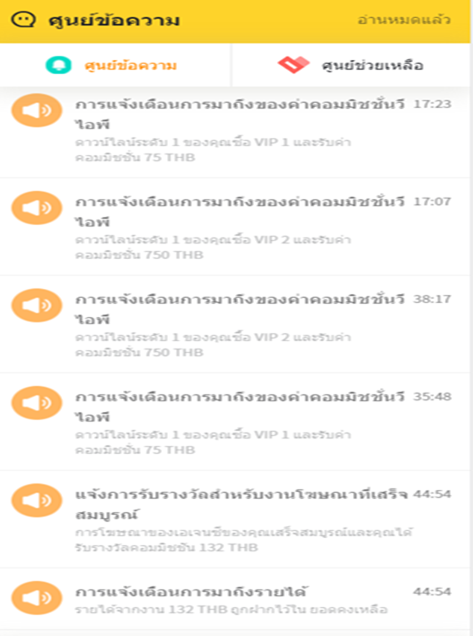 ศูนย์ข้อความ อ่านหมดแล้ว
ศูนย์ข้อความ ศูนย์ช่วยเหลือ
การแจ้งเตือนการมาถึงของค่าคอมมิชชั่นวี 17:23
ไอพี
ดาวน์ไลน์ระดับ 1 ของคุณซื้อ VIP 1 และรับค่า
คอมมิชชั่น 75 THB
การแจ้งเตือนการมาถึงของค่าคอมมิชชั่นวี 17:07
ไอพี
ดาวน์ไลน์ระดับ 1 ของคุณซื้อ VIP 2 และรับค่า
คอมมิชชั่น 750 THB
การแจ้งเตือนการมาถึงของค่าคอมมิชชั่นวี 38:17
ไอพี
ดาวน์ไลน์ระดับ 1 ของคุณซื้อ VIP 2 และรับค่า
คอมมิชชั่น 750 THB
การแจ้งเตือนการมาถึงของค่าคอมมิชชั่นวี 35:48
ไอพี
ดาวน์ไลน์ระดับ 1 ของคุณซื้อ VIP 1 และรับค่า
คอมมิชชั่น 75 THB
แจ้งการรับรางวัลสำหรับงานโฆษณาที่เสร็จ 44:54
สมบูรณ์
การโฆษณาของเอเจนซีของคุณเสร็จสมบูรณ์และคุณได้
รับรางวัลคอมมิชชัน 132 THB
การแจ้งเตือนการมาถึงรายได้ 44:54
รายได้จากงาน 132 THB ถูกฝากไว้ใน ยอดคงเหลือ